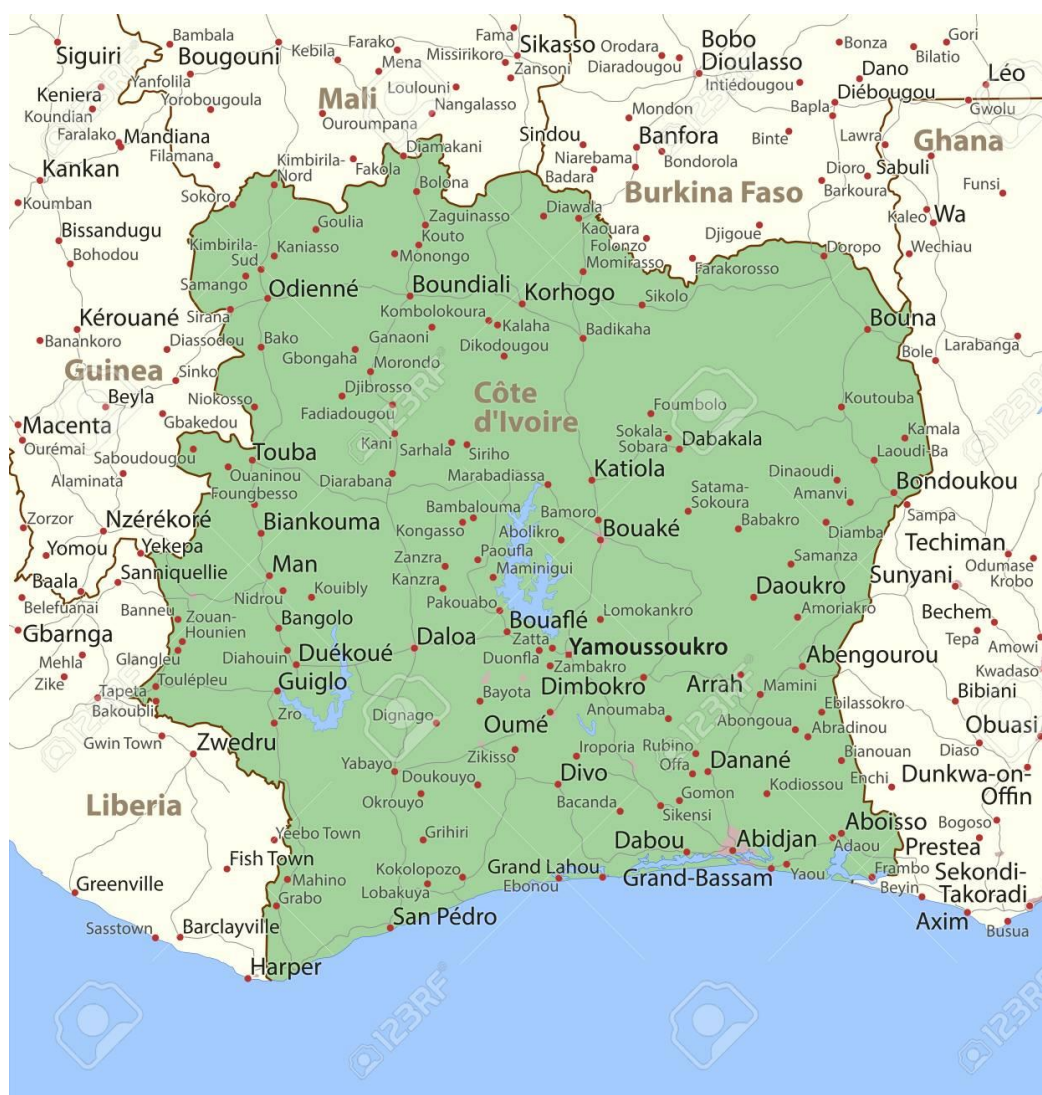 Bambala
Siguiri
Bougouni
Kebila
Farako
Fama
Missirikoro
Sikasso
Orodara
Bobo
Dioulasso
Bonza
Gori
Bilatio
Mena
Zansoni
Diaradougou
Yanfolila
Keniera
Loulouni
Intiédougou
Dano
Léo
Koundian
Yorobougoula
Mali
Nangalasso
Diébougou
Ouroumpana
Mondon
Bapla
Gwolu
Faralako
Mandiana
Sindou
Banfora
Binte
Lawra
Ghana
Filamana
Kimbirila-
Nord
Diamakani
Fakola
Niarebama
Bondorola
Kankan
Badara
Dioro
Sabuli
Bolona
Burkina Faso
Barkoura
Funsi
Koumban
Sokoro
Diawala
Kaleo
Wa
Goulia
Zaguinasso
Kaouara
Bissandugu
Kouto
Djigoue
Bohodou
Kimbirila-
Sud
Kaniasso
Monongo
Folonzo
Momirasso
Doropo
Wechiau
Farakorosso
Samango
Odienné
Boundiali
Korhogo
Sikolo
Sirana
Kombolokoura
Kérouané
Kalaha
Badikaha
Bouna
Banankoro
Diassodou
Bako
Ganaoni
Dikodougou
Larabanga
Gbongaha
Morondo
Bole
Guinea
Sinko
Djibrosso
Côte
d'Ivoire
Beyla
Niokosso
Fadiadougou
Foumbolo
Koutouba
Macenta
Gbakedou
Ourémai
Kani
Sokala-
Sobara
Dabakala
Kamala
Saboudougou
Touba
Sarhala
Siriho
Laoudi-Ba
Alaminata
Ouaninou
Diarabana
Marabadiassa
Katiola
Dinaoudi
Foungbesso
Satama-
Sokoura
Amanvi
Bondoukou
Zorzor
Nzérékoré
Biankouma
Bambalouma
Bamoro
Sampa
Kongasso
Abolikro
Bouaké
Babakro
Diamba
Yomou
Yekepa
Zanzra
Paoufla
Techiman
Baala
Sanniquellie
Man
Kanzra
Maminigui
Samanza
Odumase
Krobo
Belefuanai
Nidrou
Kouibly
Daoukro
Sunyani
Banneu
Pakouabo
Lomokankro
Amoriakro
Bechem
Gbarnga
Zouan-
Hounien
Bangolo
Daloa
Bouaflé
Tepa
Amowi
Mehla
Glangleu
Diahouin
Duékoué
Zatta
Yamoussoukro
Abengourou
Kwadaso
Zike
Toulépleu
Duonfla
Zambakro
Tapeta
Guiglo
Bayota
Dimbokro
Arrah
Mamini
Bibiani
Bakoubli
Zro
Dignago
Oumé
Anoumaba
Ebilassokro
Abongoua
Abradinou
Obuasi
Gwin Town
Zwedru
Zikisso
Iroporia
Rubino
Bianouan
Diaso
Yabayo
Doukouyo
Divo
Offa
Danané
Enchi
Dunkwa-on-
Offin
Liberia
Okrouyo
Bacanda
Gomon
Kodiossou
Sikensi
Bogoso
Yeebo Town
Grihiri
Dabou
Abidjan
Aboisso
Adaou
Prestea
Fish Town
Kokolopozo
Grand Lahou
Yaou
Frambo
Sekondi-
Takoradi
Greenville
Mahino
Lobakuya
Ebonou
Grand-Bassam
Beyin
Grabo
San Pédro
Axim
Busua
Sasstown
Barclayville
Harper
123RF
123RF
123RF
123RF
123RF
123RF